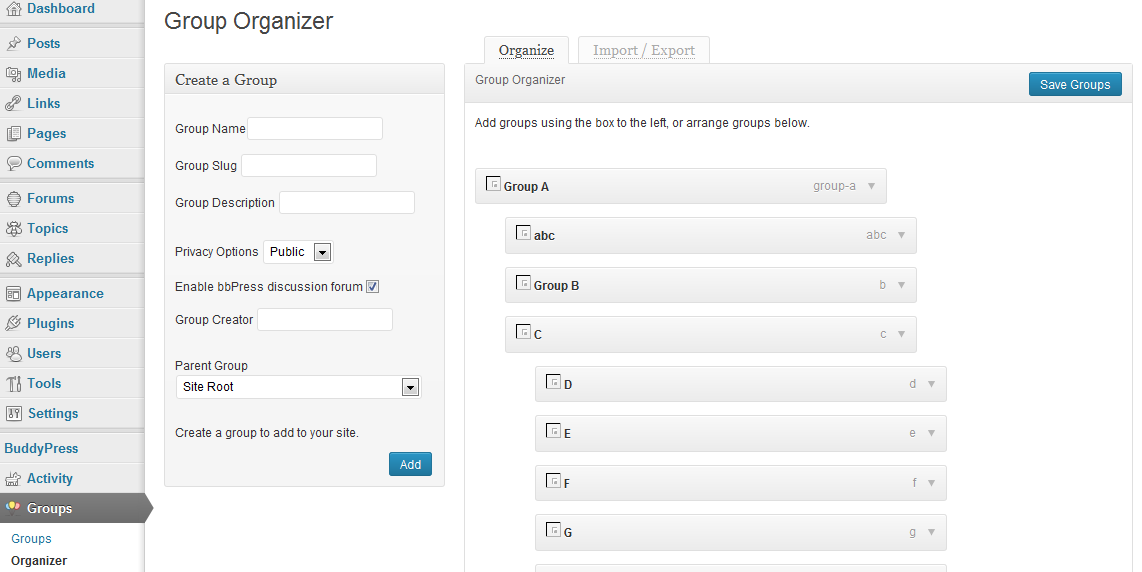 Dashboard
Posts
Media
Links
Pages
Comments
Forums
Topics
Replies
Appearance
Plugins
Users
Tools
Settings
BuddyPress
Activity
Groups
Groups
Organizer
Group Organizer
Create a Group
Group Name
Group Slug
Group Description
Privacy Options Public
Enable bbPress discussion forum
Group Creator
Parent Group
Site Root
Create a group to add to your site.
Add
Organize Import / Export
Group Organizer Save Groups
Add groups using the box to the left, or arrange groups below.
Group A group-a
abc abc
Group B b
C c
D d
E e
F f
G g